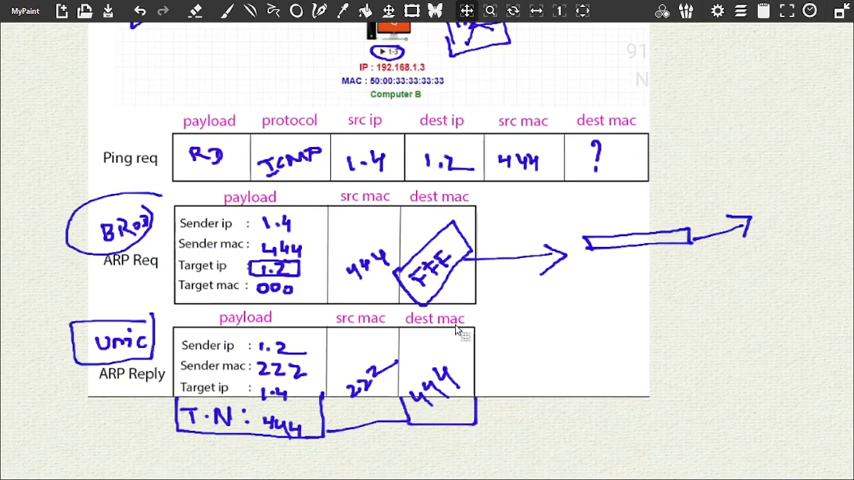 MyPaint
1-3
91
N
IP : 192.168.1.3
MAC : 50:00:33:33:33:33
Computer B
payload protocol src ip dest ip src mac dest mac
Ping req RD ICMP 1.4 1.2 444 ?
payload src mac dest mac
BROD
ARP Req
Sender ip : 1.4
Sender mac : 444
Target ip : 1.2
Target mac : 000
444 FFF
payload src mac dest mac
unic
ARP Reply
Sender ip : 1.2
Sender mac : 222
Target ip : 1.4
T.N : 444
222 444